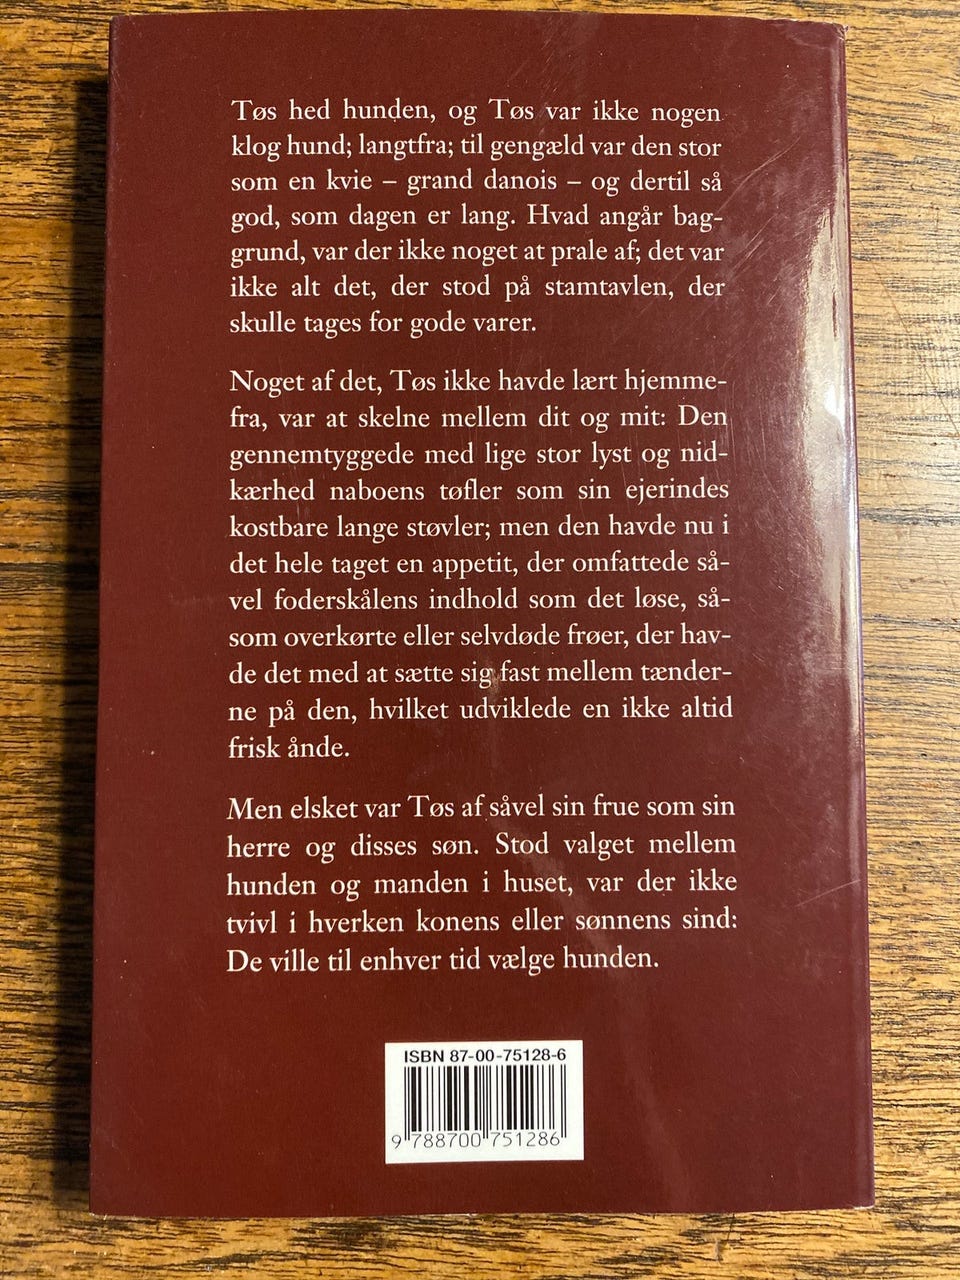 Tøs hed hunden, og Tøs var ikke nogen
klog hund; langtfra; til gengæld var den stor
som en kvie – grand danois – og dertil så
god, som dagen er lang. Hvad angår bag-
grund, var der ikke noget at prale af; det var
ikke alt det, der stod på stamtavlen, der
skulle tages for gode varer.
Noget af det, Tøs ikke havde lært hjemme-
fra, var at skelne mellem dit og mit: Den
gennemtyggede med lige stor lyst og nid-
kærhed naboens tøfler som sin ejerindes
kostbare lange støvler; men den havde nu i
det hele taget en appetit, der omfattede så-
vel foderskålens indhold som det løse, så-
som overkørte eller selvdøde frøer, der hav-
de det med at sætte sig fast mellem tænder-
ne på den, hvilket udviklede en ikke altid
frisk ånde.
Men elsket var Tøs af såvel sin frue som sin
herre og disses søn. Stod valget mellem
hunden og manden i huset, var der ikke
tvivl i hverken konens eller sønnens sind:
De ville til enhver tid vælge hunden.
ISBN 87-00-75128-6
9 788700 751286